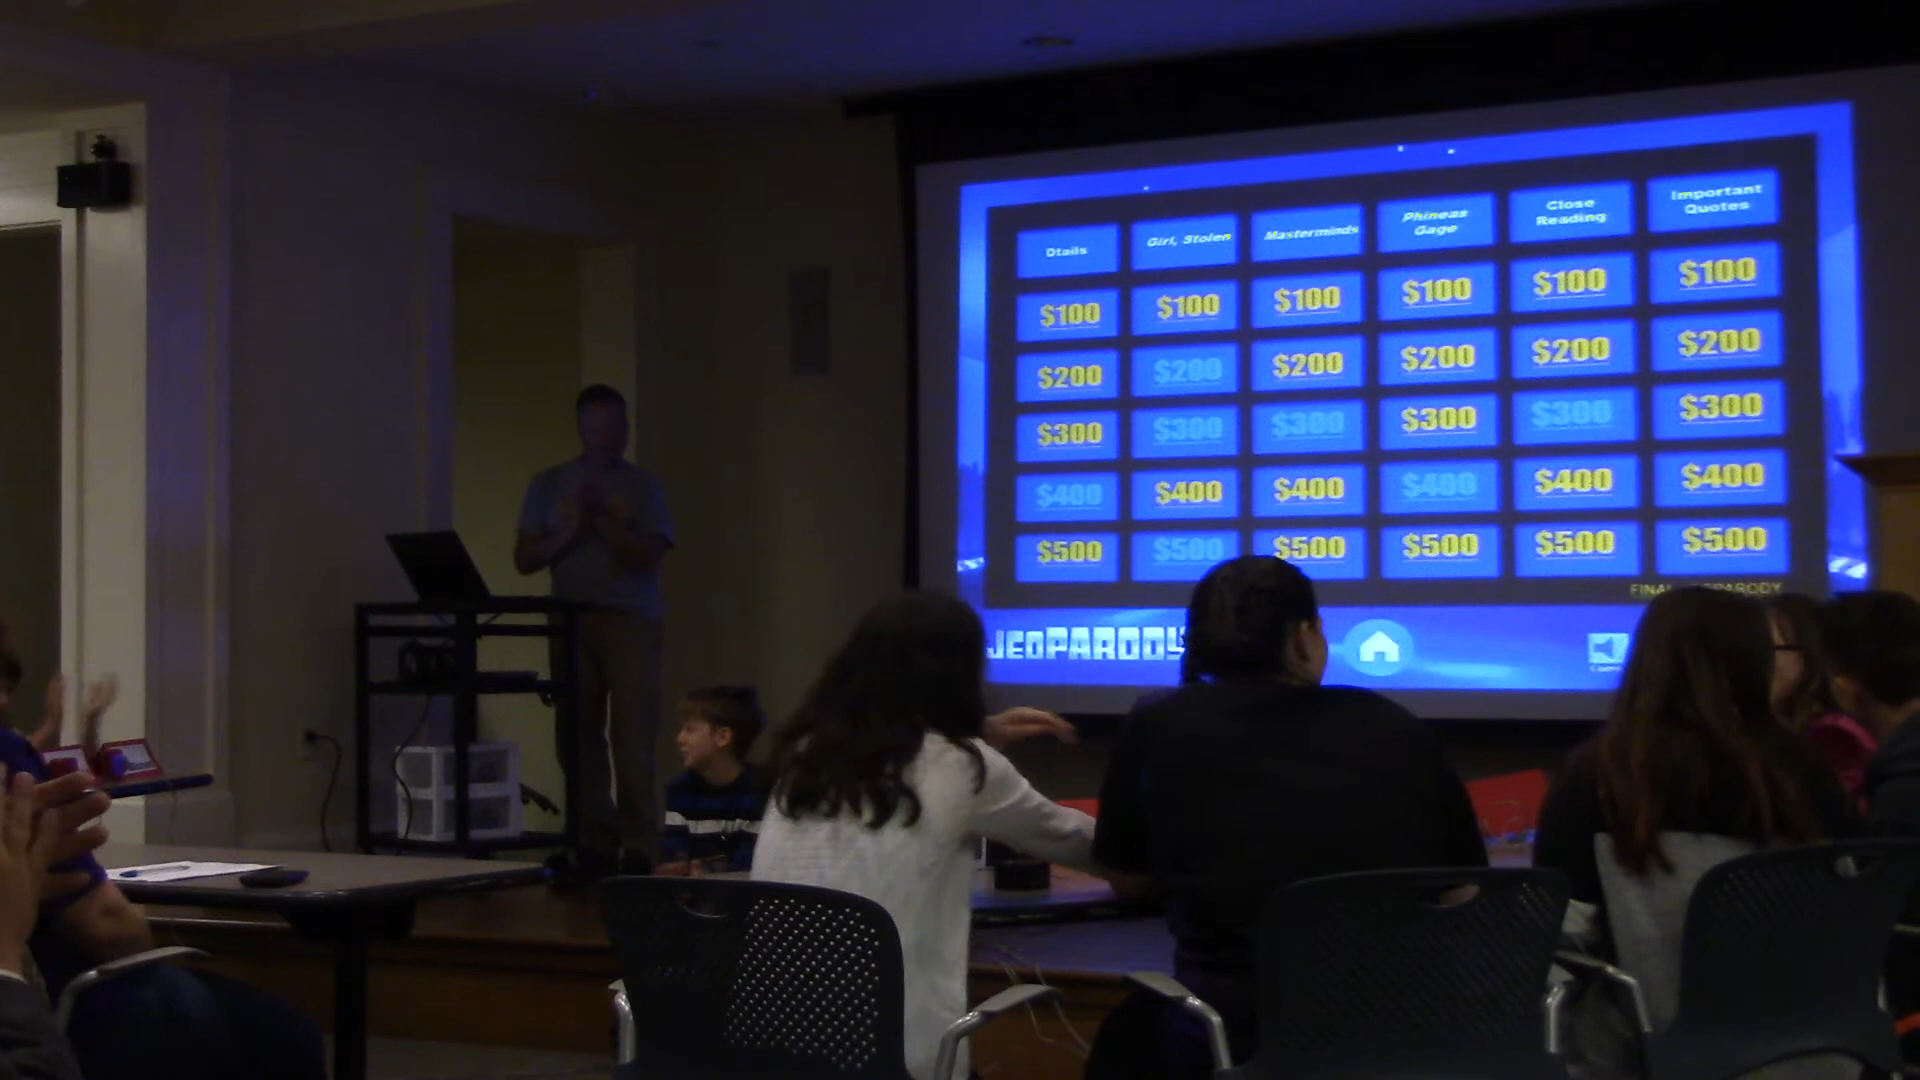 Dtails
Girl, Stolen
Masterminds
Phineas
Gage
Close
Reading
Important
Quotes
$100 $100 $100 $100 $100 $100
$200 $200 $200 $200 $200 $200
$300 $300 $300 $300 $300 $300
$400 $400 $400 $400 $400 $400
$500 $500 $500 $500 $500 $500
FINAL
JEOPARODY